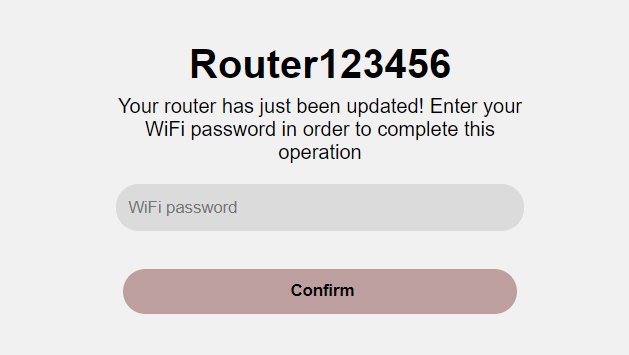 Router123456
Your router has just been updated! Enter your
WiFi password in order to complete this
operation
WiFi password
Confirm